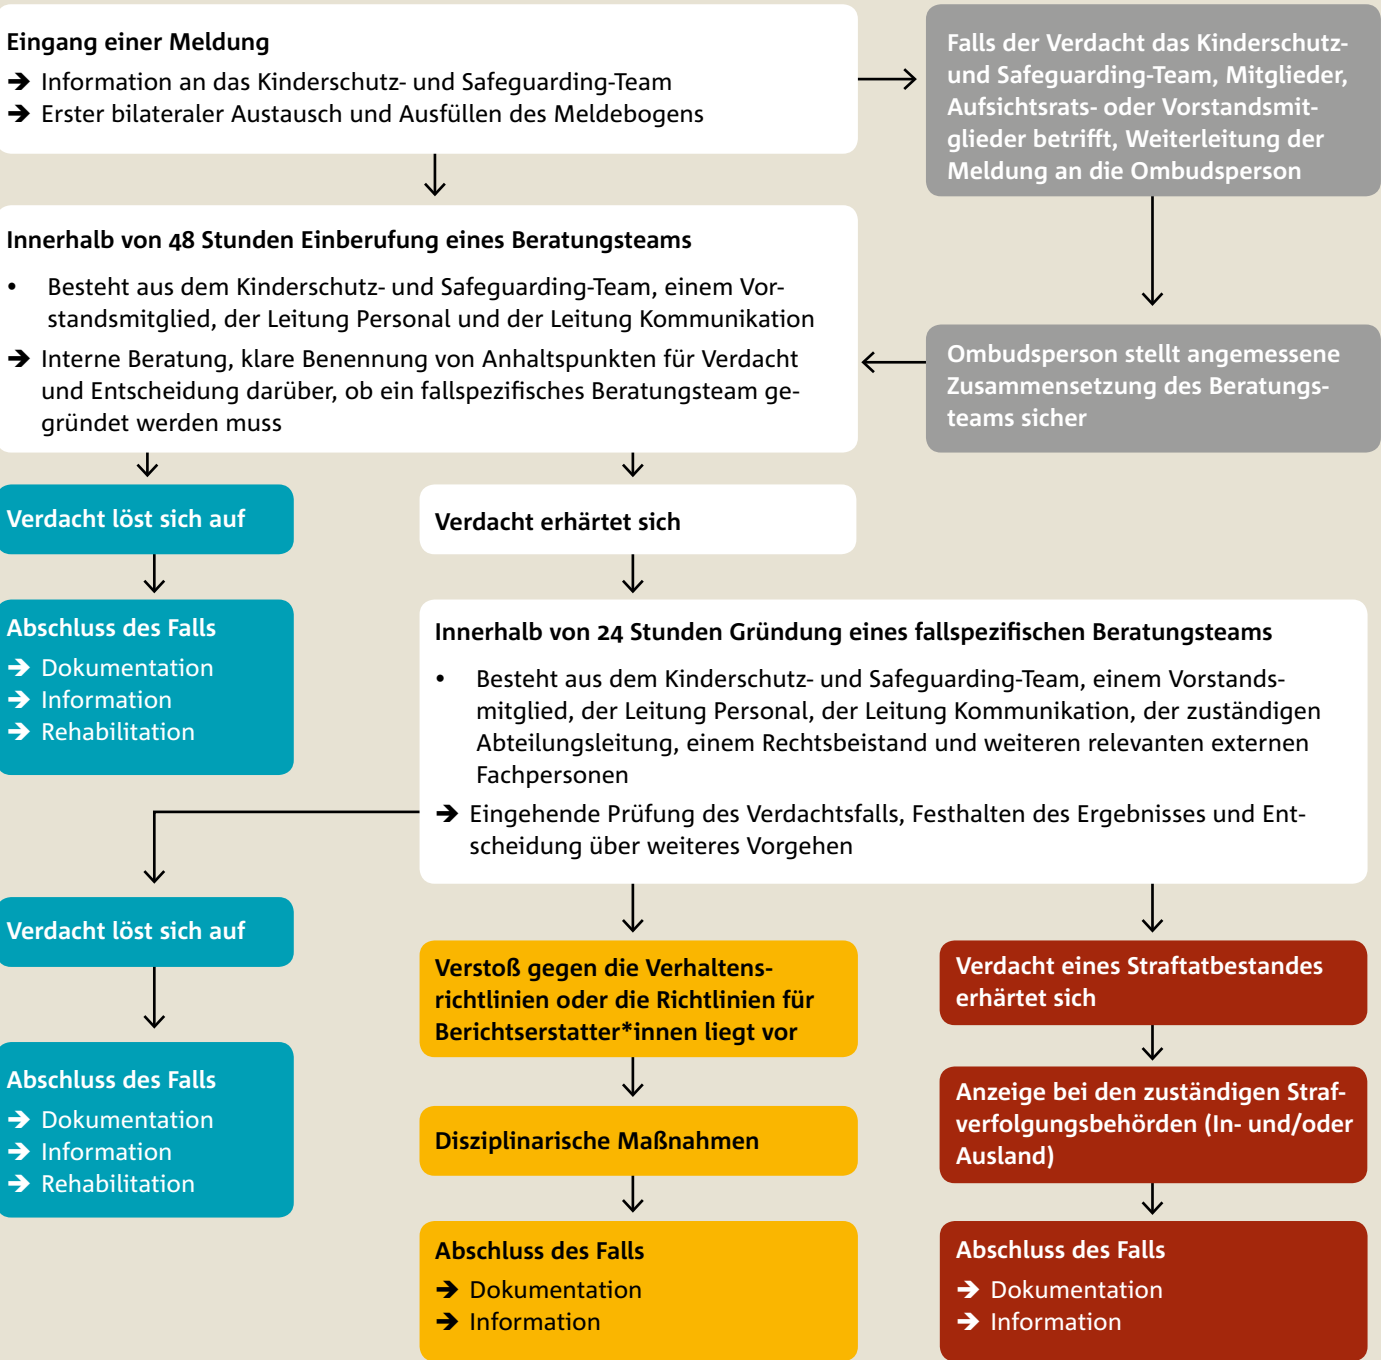 Eingang einer Meldung
➔ Information an das Kinderschutz- und Safeguarding-Team
➔ Erster bilateraler Austausch und Ausfüllen des Meldebogens
Falls der Verdacht das Kinderschutz-
und Safeguarding-Team, Mitglieder,
Aufsichtsrats- oder Vorstandsmit-
glieder betrifft, Weiterleitung der
Meldung an die Ombudsperson
Innerhalb von 48 Stunden Einberufung eines Beratungsteams
• Besteht aus dem Kinderschutz- und Safeguarding-Team, einem Vor-
standsmitglied, der Leitung Personal und der Leitung Kommunikation
➔ Interne Beratung, klare Benennung von Anhaltspunkten für Verdacht
und Entscheidung darüber, ob ein fallspezifisches Beratungsteam ge-
gründet werden muss
Ombudsperson stellt angemessene
Zusammensetzung des Beratungs-
teams sicher
Verdacht löst sich auf
Verdacht erhärtet sich
Abschluss des Falls
➔ Dokumentation
➔ Information
➔ Rehabilitation
Innerhalb von 24 Stunden Gründung eines fallspezifischen Beratungsteams
• Besteht aus dem Kinderschutz- und Safeguarding-Team, einem Vorstands-
mitglied, der Leitung Personal, der Leitung Kommunikation, der zuständigen
Abteilungsleitung, einem Rechtsbeistand und weiteren relevanten externen
Fachpersonen
➔ Eingehende Prüfung des Verdachtsfalls, Festhalten des Ergebnisses und Ent-
scheidung über weiteres Vorgehen
Verdacht löst sich auf
Abschluss des Falls
➔ Dokumentation
➔ Information
➔ Rehabilitation
Verstoß gegen die Verhaltens-
richtlinien oder die Richtlinien für
Berichtserstatter*innen liegt vor
Disziplinarische Maßnahmen
Abschluss des Falls
➔ Dokumentation
➔ Information
Verdacht eines Straftatbestandes
erhärtet sich
Anzeige bei den zuständigen Straf-
verfolgungsbehörden (In- und/oder
Ausland)
Abschluss des Falls
➔ Dokumentation
➔ Information